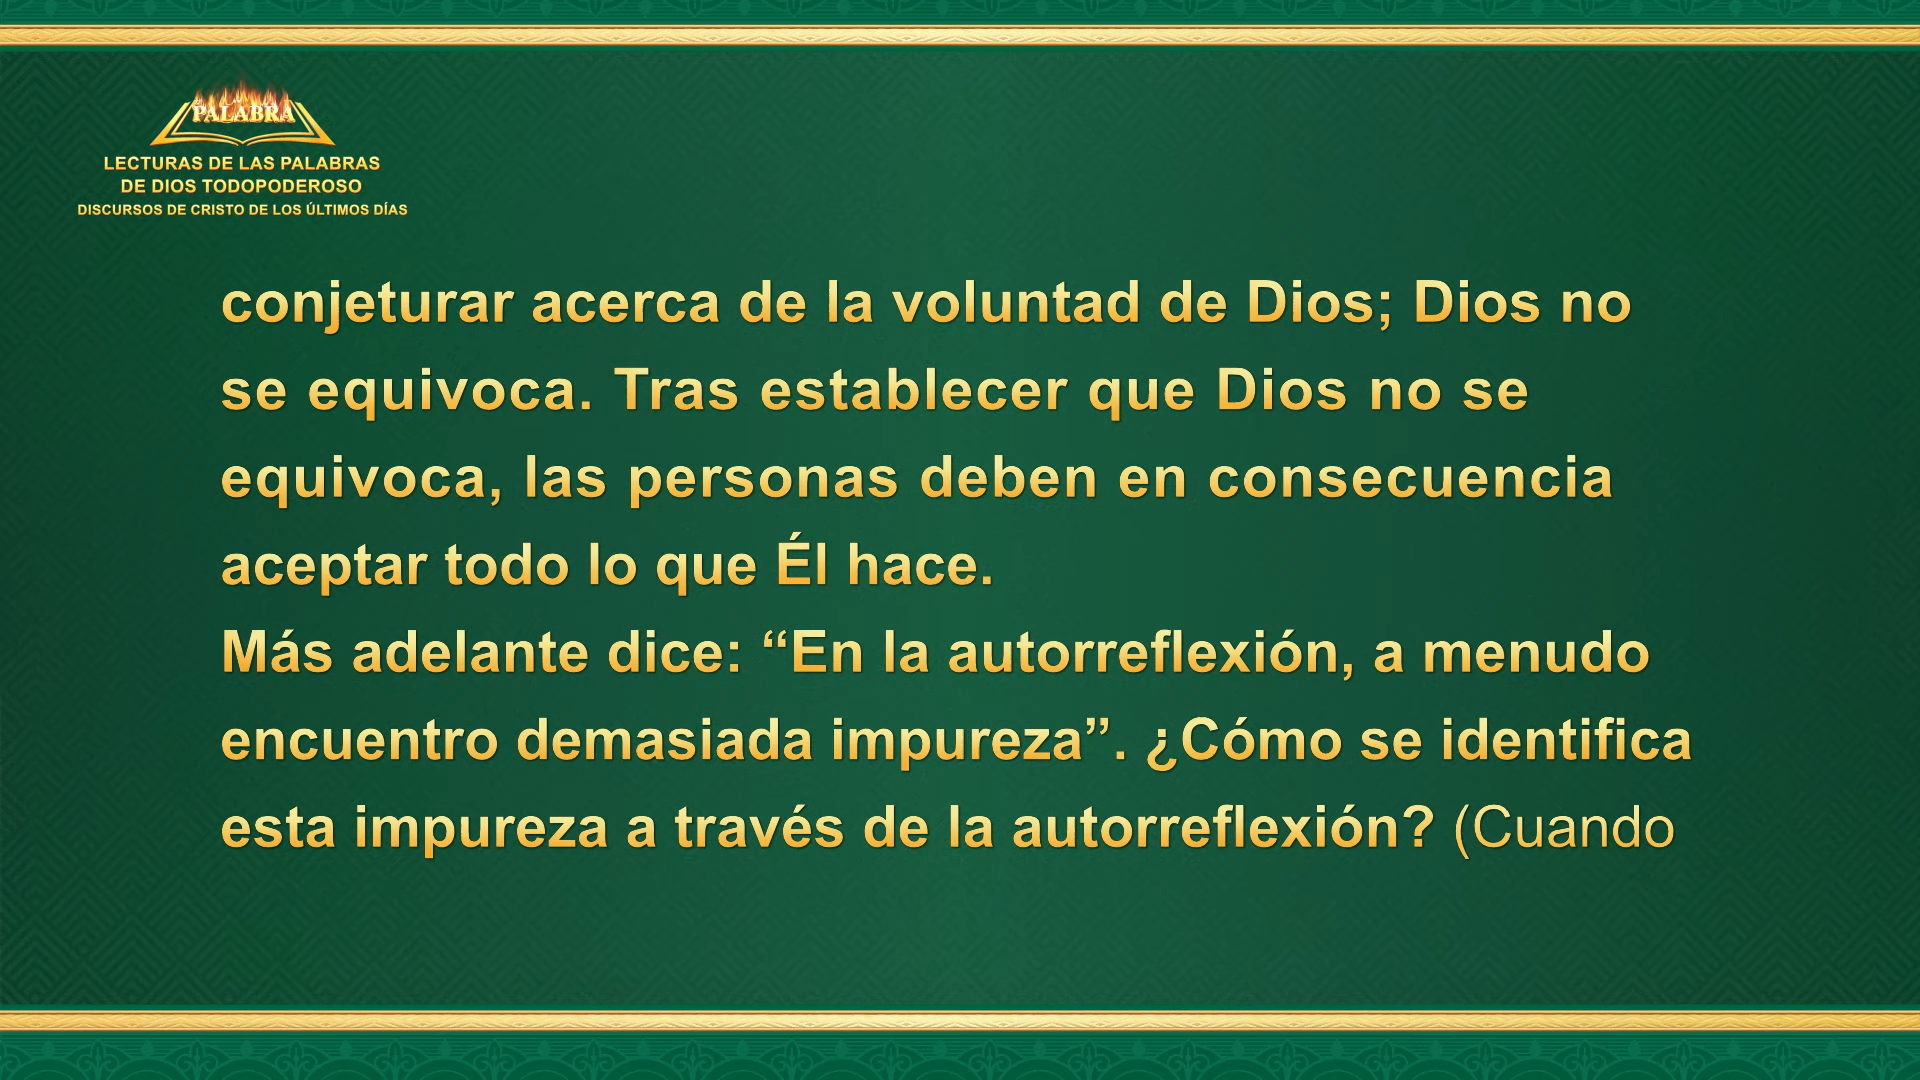 PALABRA
LECTURAS DE LAS PALABRAS
DE DIOS TODOPODEROSO
DISCURSOS DE CRISTO DE LOS ÚLTIMOS DÍAS
conjeturar acerca de la voluntad de Dios; Dios no
se equivoca. Tras establecer que Dios no se
equivoca, las personas deben en consecuencia
aceptar todo lo que Él hace.
Más adelante dice: “En la autorreflexión, a menudo
encuentro demasiada impureza”. ¿Cómo se identifica
esta impureza a través de la autorreflexión? (Cuando